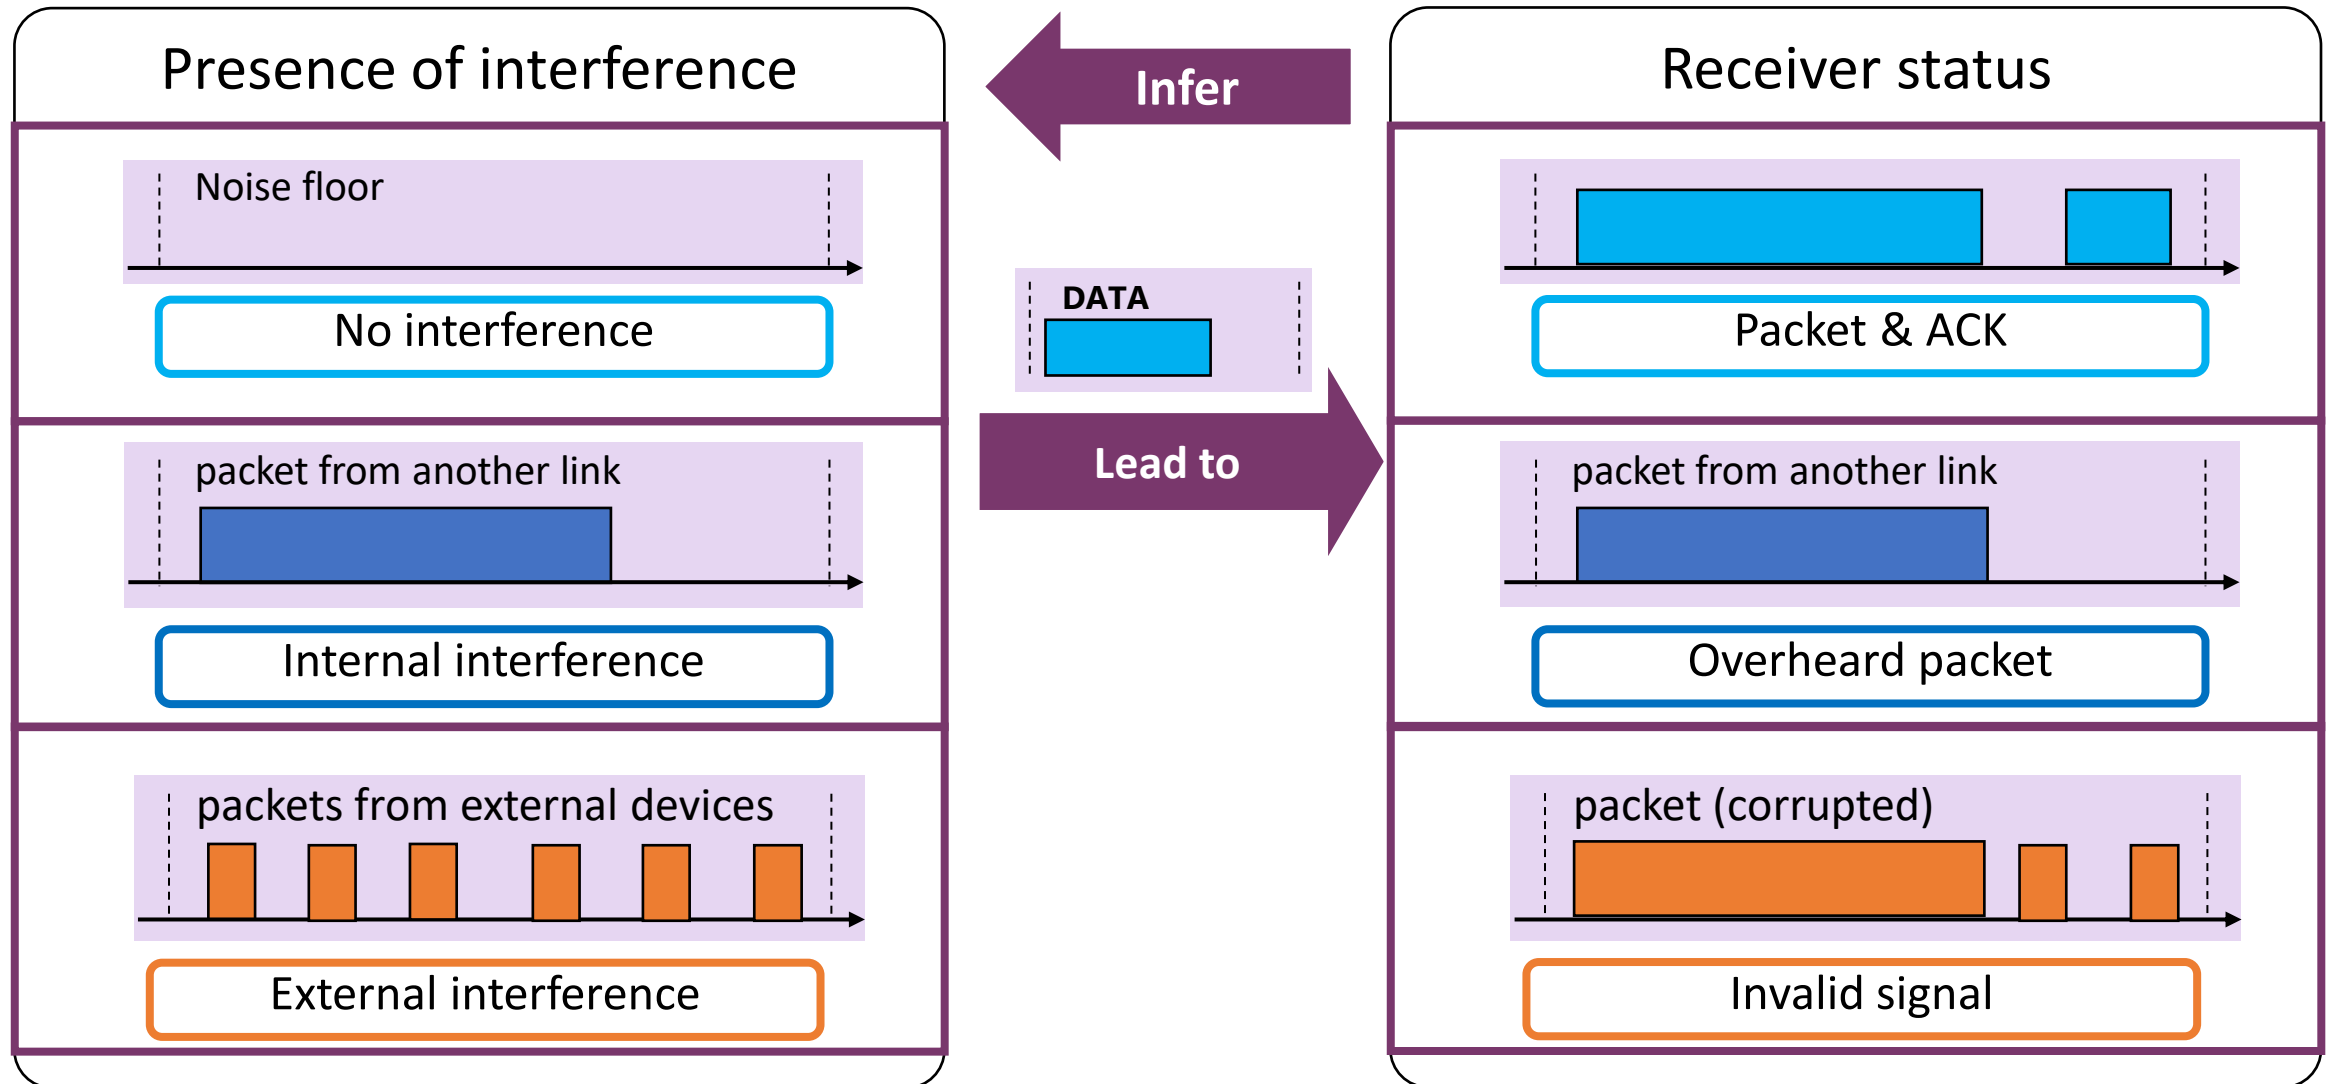 Presence of interference
Noise floor
No interference
packet from another link
Internal interference
packets from external devices
External interference
Infer
DATA
Lead to
Receiver status
Packet & ACK
packet from another link
Overheard packet
packet (corrupted)
Invalid signal